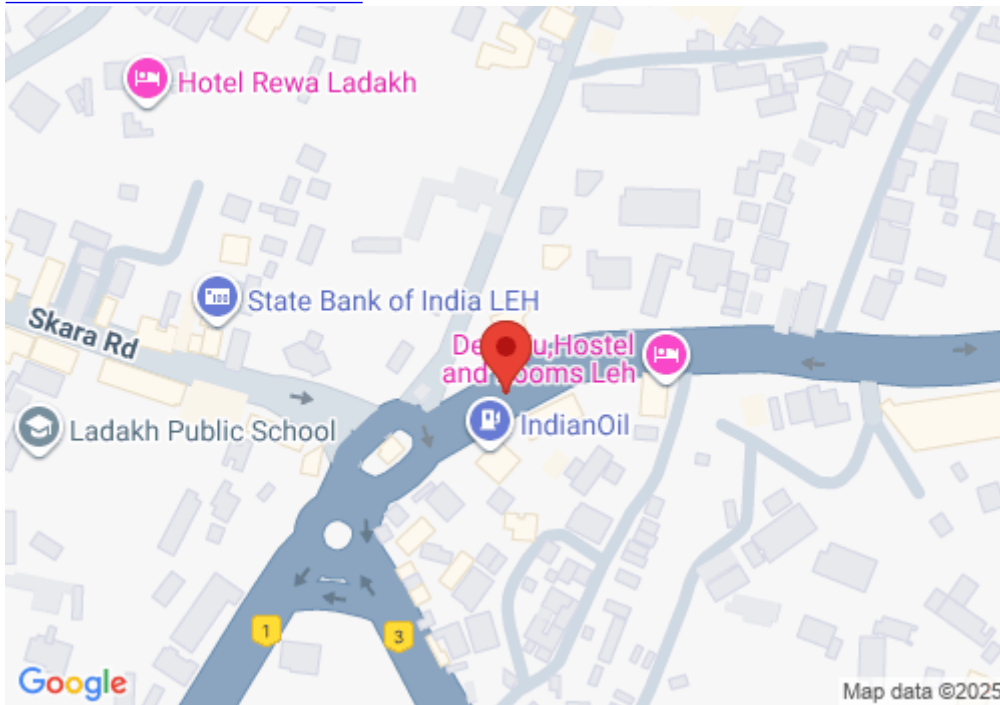 Hotel Rewa Ladakh
State Bank of India LEH
Skara Rd
Hostel
and Rooms Leh
Ladakh Public School
IndianOil
1
3
Google
Map data ©2025